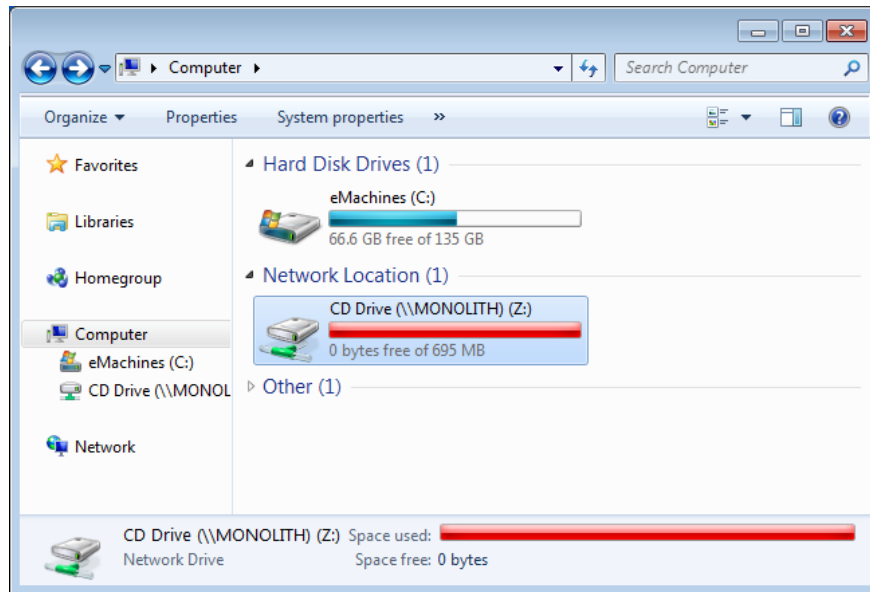 Computer
Search Computer
Organize Properties System properties »
Favorites
Libraries
Homegroup
Computer
eMachines (C:)
CD Drive (\\MONOL
Network
Hard Disk Drives (1)
eMachines (C:)
66.6 GB free of 135 GB
Network Location (1)
CD Drive (\\MONOLITH) (Z:)
0 bytes free of 695 MB
Other (1)
CD Drive (\\MONOLITH) (Z:) Space used:
Network Drive Space free: 0 bytes